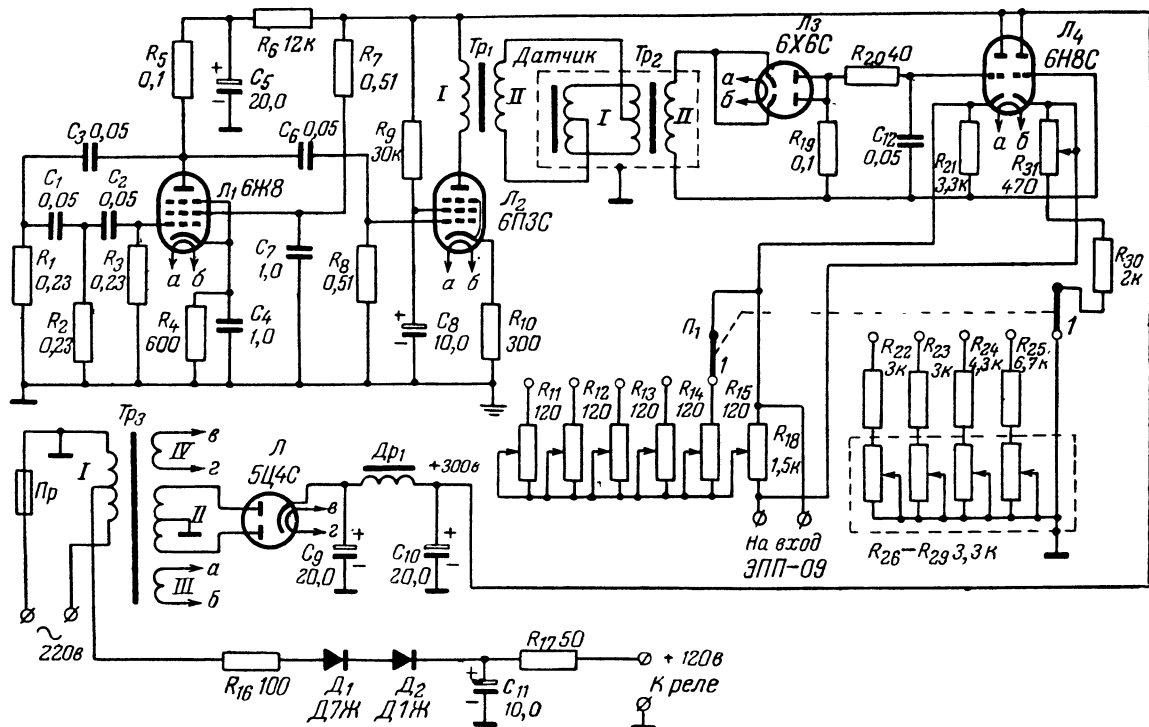 R5
0,1
R6 12к
C5
20,0
R7
0,51
C3 0,05
C6 0,05
R9
30к
Тр1
I
II
Датчик
I
Тр2
II
Л3
6Х6С
а
б
R20 40
R19
0,1
C12
0,05
Л4
6Н8С
а
б
R21
3,3к
R31
470
R30
2к
C1
0,05
C2
0,05
Л1 6Ж8
а
б
R1
0,23
R2
0,23
R3
0,23
R4
600
C4
1,0
C7
1,0
R8
0,51
Л2
6П3С
а
б
C8
10,0
R10
300
П1
1
1
R11
120
R12
120
R13
120
R14
120
R15
120
R18
1,5к
R22
3к
R23
3к
R24
4,3к
R25
6,7к
R26–R29 3,3к
На вход
ЭПП-09
Тр3
Пр
I
IV
в
г
II
III
а
б
~
220в
Л
5Ц4С
в
г
Др1
+300в
C9
20,0
C10
20,0
R16 100
Д1
Д7Ж
Д2
Д1Ж
C11
10,0
R17 50
+ 120в
К реле